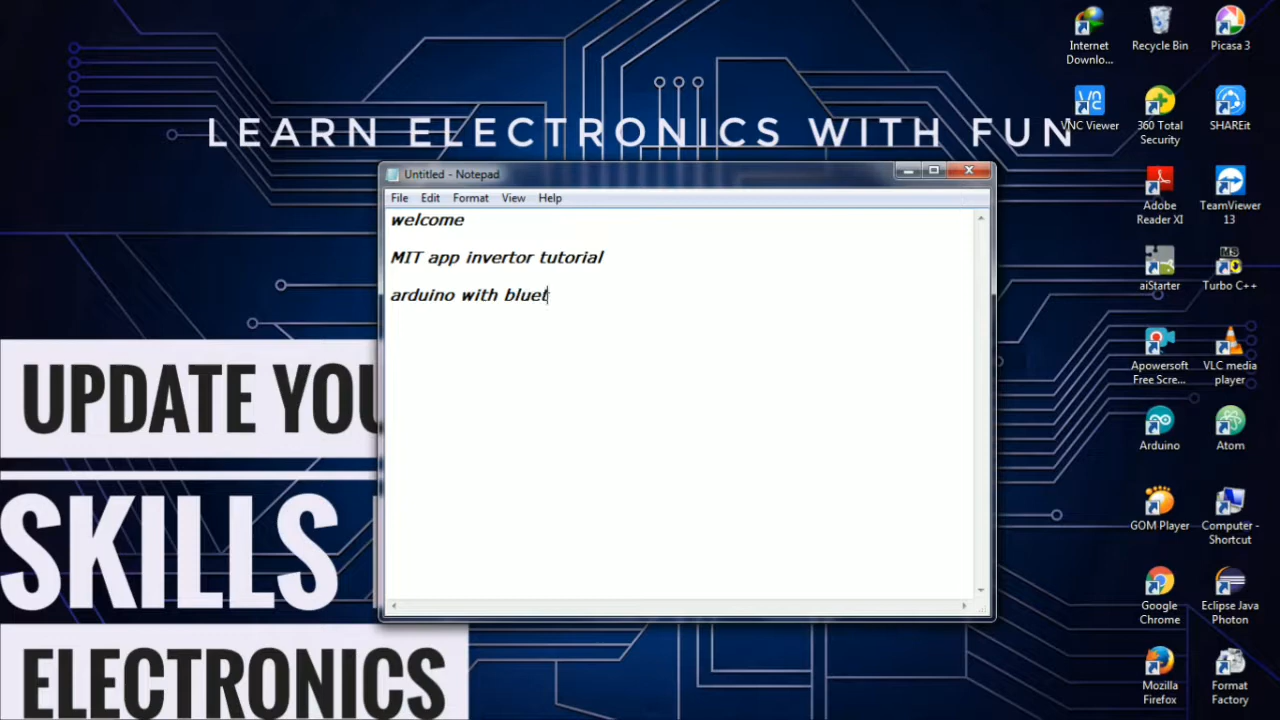 LEARN ELECTRONICS WITH FUN
UPDATE YOU
SKILLS
ELECTRONICS
Untitled - Notepad
File Edit Format View Help
welcome
MIT app invertor tutorial
arduino with bluet
Internet Downlo...
Recycle Bin
Picasa 3
VNC Viewer
360 Total Security
SHAREit
Adobe Reader XI
TeamViewer 13
aiStarter
Turbo C++
Apowersoft Free Scre...
VLC media player
Arduino
Atom
GOM Player
Computer - Shortcut
Google Chrome
Eclipse Java Photon
Mozilla Firefox
Format Factory